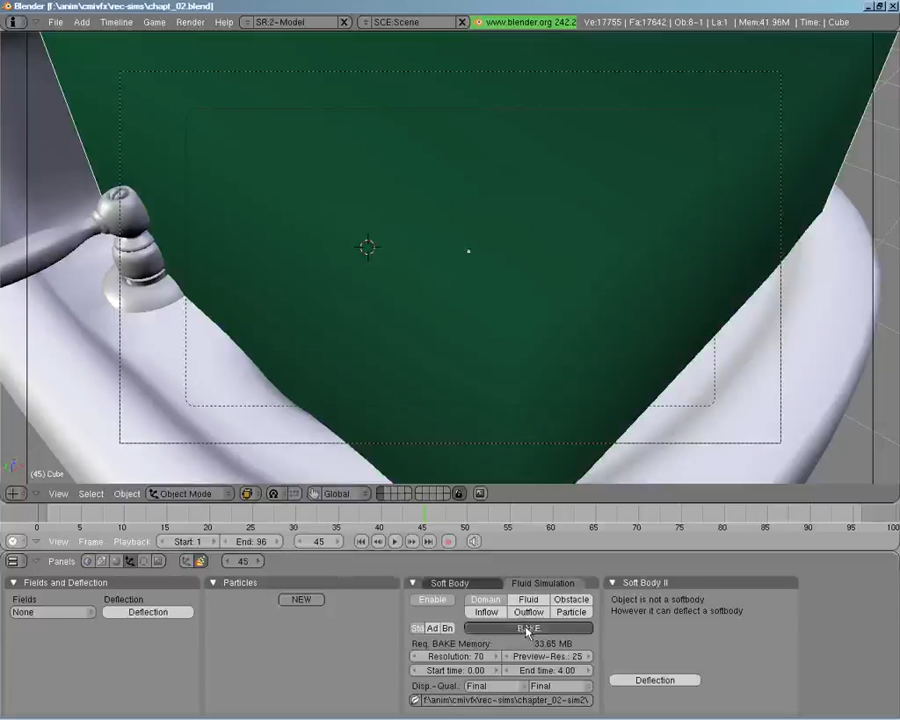 Blender [f:\anim\cmivfx\rec-sims\chapt_02.blend]
File Add Timeline Game Render Help SR:2-Model SCE:Scene www.blender.org 242.2 Ve:17755 | Fa:17642 | Ob:8-1 | La:1 | Mem:41.96M | Time: | Cube
(45) Cube
View Select Object Object Mode Global
0 5 10 15 20 25 30 35 40 45 50 55 60 65 70 75 80 85 90 95 100
View Frame Playback Start: 1 End: 96 45
Panels 45
Fields and Deflection Particles Soft Body Fluid Simulation Soft Body II
Fields Deflection NEW Enable Domain Fluid Obstacle Object is not a softbody
None Deflection Inflow Outflow Particle However it can deflect a softbody
Std Ad Bn BAKE
Req. BAKE Memory: 33.65 MB
Resolution: 70 Preview-Res.: 25
Start time: 0.00 End time: 4.00
Deflection
Disp.-Qual.: Final Final
f:\anim\cmivfx\rec-sims\chapter_02-sim2\